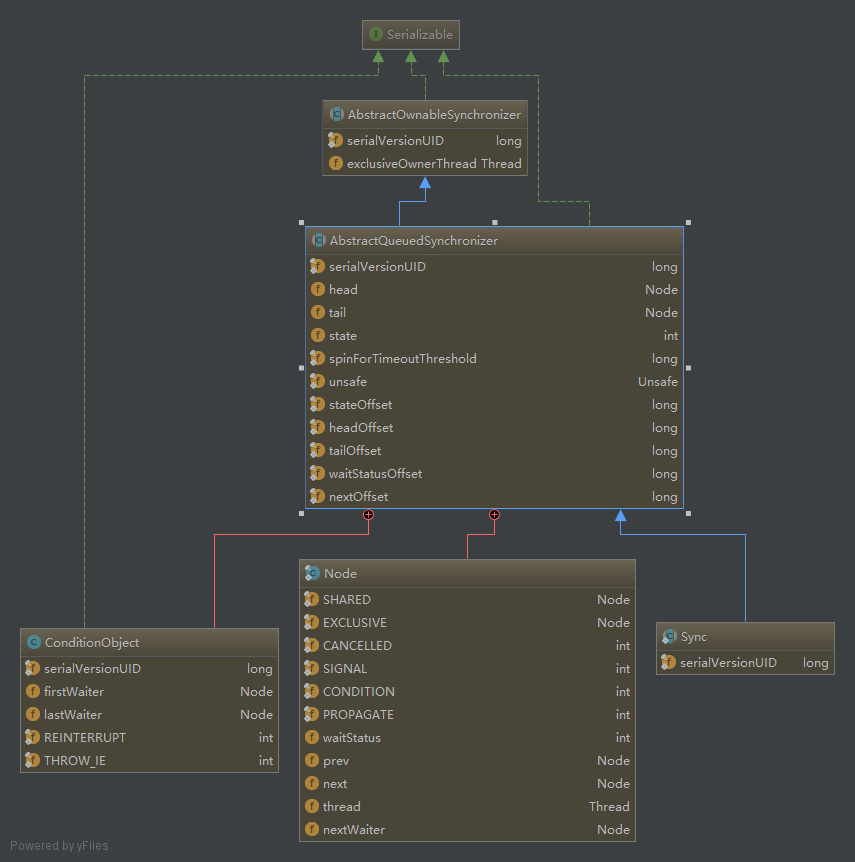 Serializable
AbstractOwnableSynchronizer
serialVersionUID long
exclusiveOwnerThread Thread
AbstractQueuedSynchronizer
serialVersionUID long
head Node
tail Node
state int
spinForTimeoutThreshold long
unsafe Unsafe
stateOffset long
headOffset long
tailOffset long
waitStatusOffset long
nextOffset long
Node
SHARED Node
EXCLUSIVE Node
CANCELLED int
SIGNAL int
CONDITION int
PROPAGATE int
waitStatus int
prev Node
next Node
thread Thread
nextWaiter Node
ConditionObject
serialVersionUID long
firstWaiter Node
lastWaiter Node
REINTERRUPT int
THROW_IE int
Sync
serialVersionUID long
Powered by yFiles